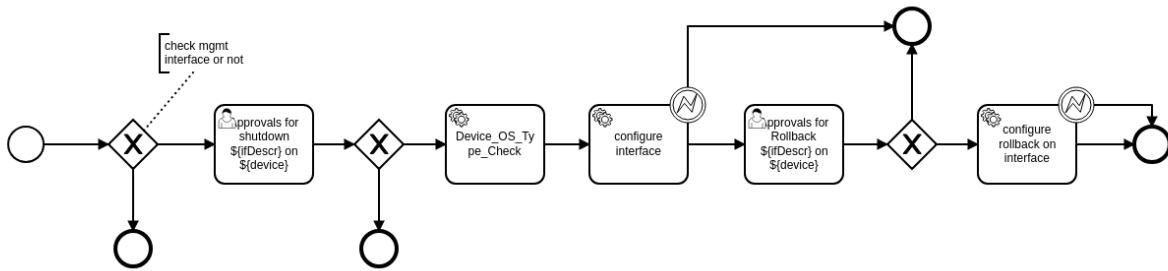 check mgmt
interface or not
pprovals for
shutdown
${ifDescr} on
${device}
Device_OS_Ty
pe_Check
configure
interface
pprovals for
Rollback
${ifDescr} on
${device}
configure
rollback on
interface